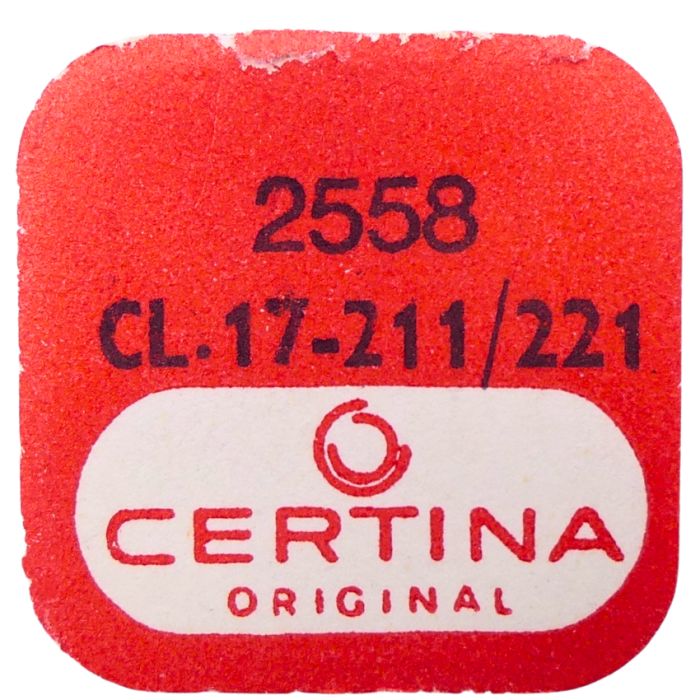 2558
CL.17-211/221
CERTINA
ORIGINAL